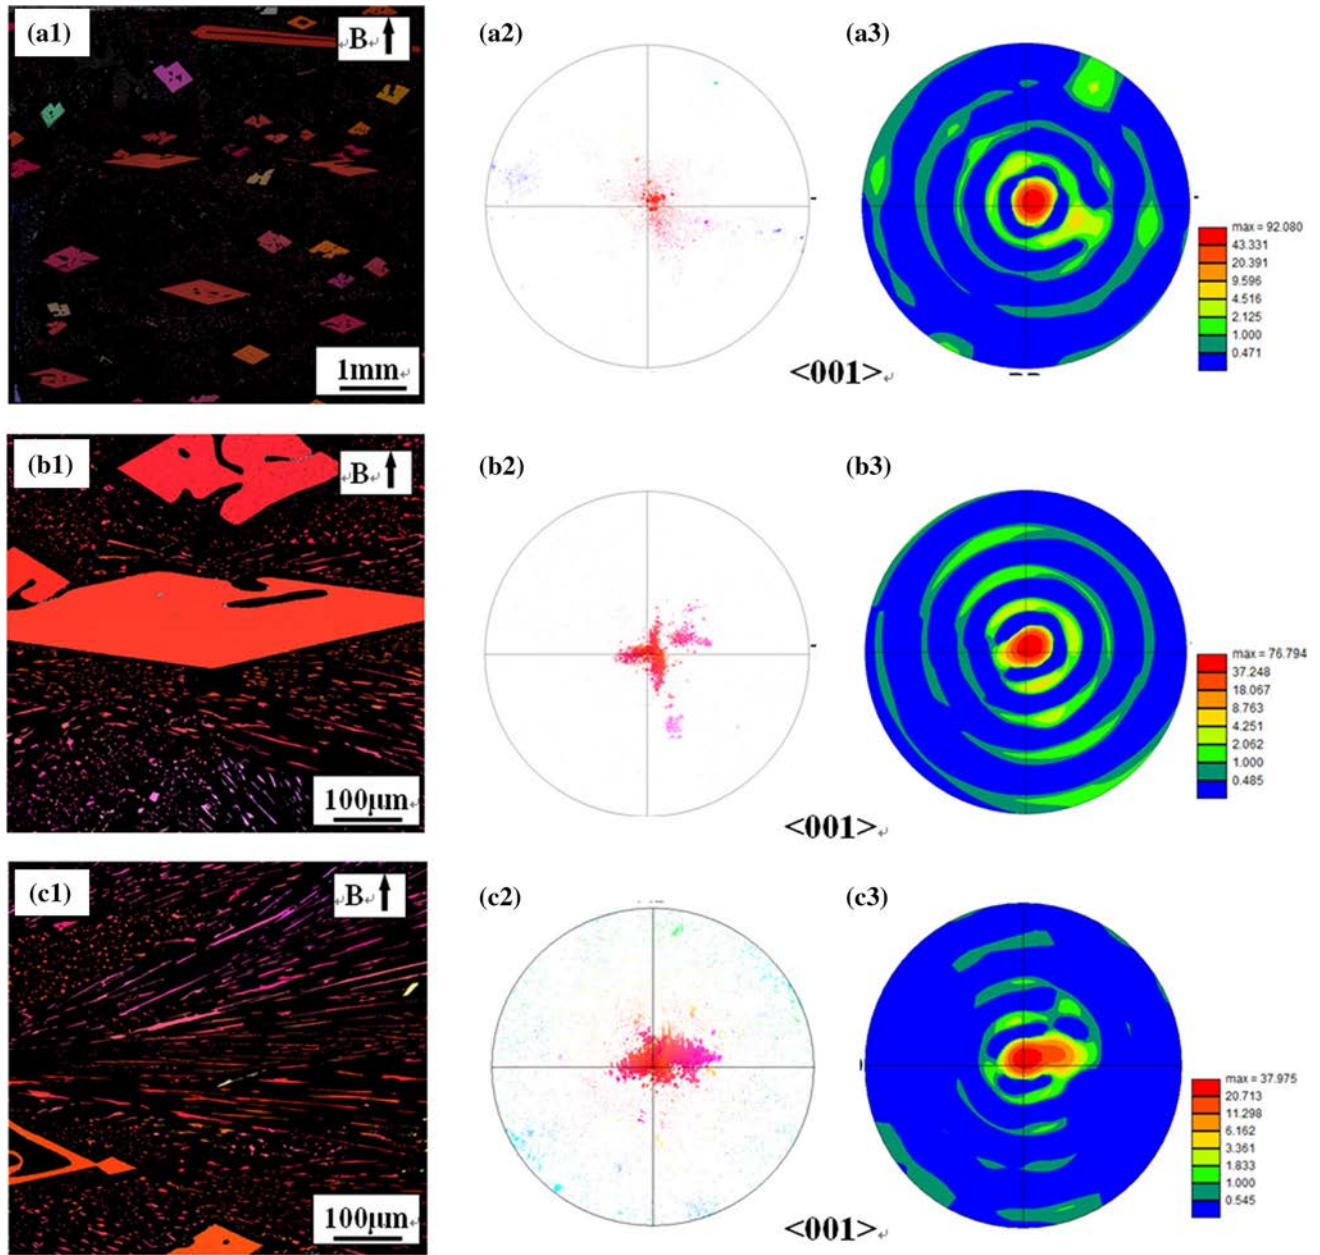 (a1)
B
1mm
(a2)
<001>
(a3)
max = 92.080
43.331
20.391
9.596
4.516
2.125
1.000
0.471
(b1)
B
100μm
(b2)
<001>
(b3)
max = 76.794
37.248
18.067
8.763
4.251
2.062
1.000
0.485
(c1)
B
100μm
(c2)
<001>
(c3)
max = 37.975
20.713
11.298
6.162
3.361
1.833
1.000
0.545